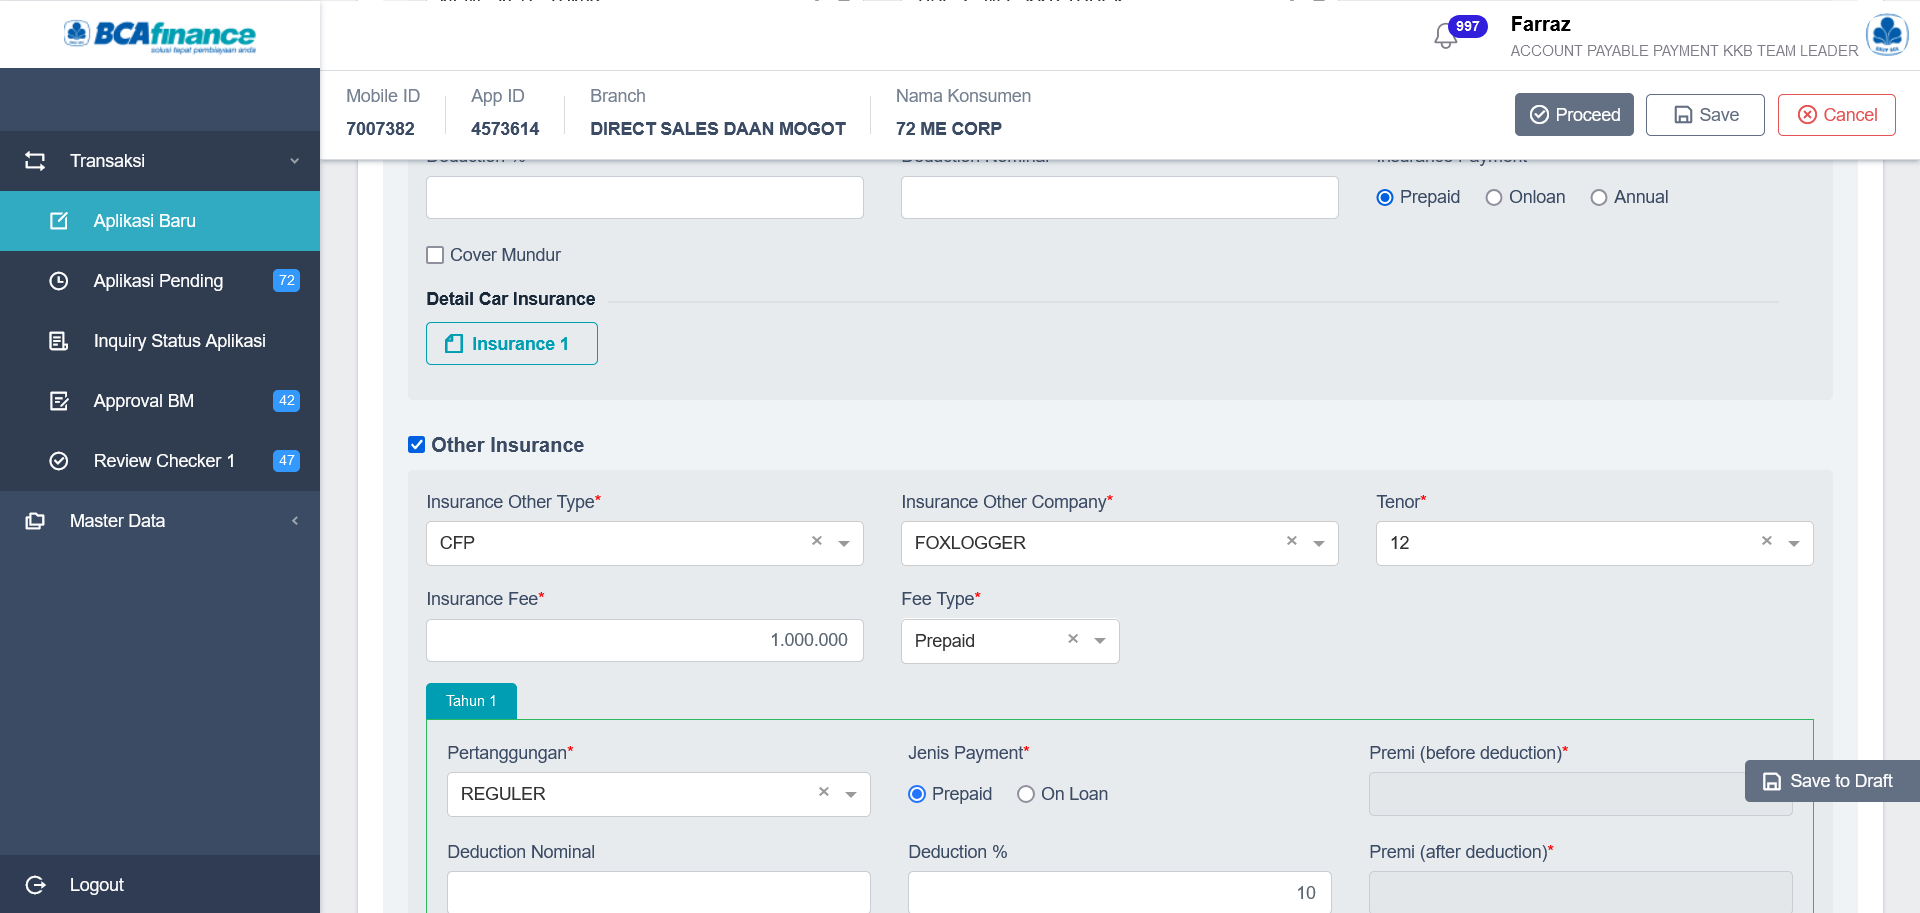 BCAfinance
solusi tepat pembiayaan anda
997
Farraz
ACCOUNT PAYABLE PAYMENT KKB TEAM LEADER
Mobile ID
7007382
App ID
4573614
Branch
DIRECT SALES DAAN MOGOT
Nama Konsumen
72 ME CORP
Proceed
Save
Cancel
Transaksi
Aplikasi Baru
Aplikasi Pending 72
Inquiry Status Aplikasi
Approval BM 42
Review Checker 1 47
Master Data
Logout
Deduction %
Deduction Nominal
Insurance Payment
Prepaid
Onloan
Annual
Cover Mundur
Detail Car Insurance
Insurance 1
Other Insurance
Insurance Other Type*
CFP
Insurance Other Company*
FOXLOGGER
Tenor*
12
Insurance Fee*
1.000.000
Fee Type*
Prepaid
Tahun 1
Pertanggungan*
REGULER
Jenis Payment*
Prepaid
On Loan
Premi (before deduction)*
Save to Draft
Deduction Nominal
Deduction %
10
Premi (after deduction)*